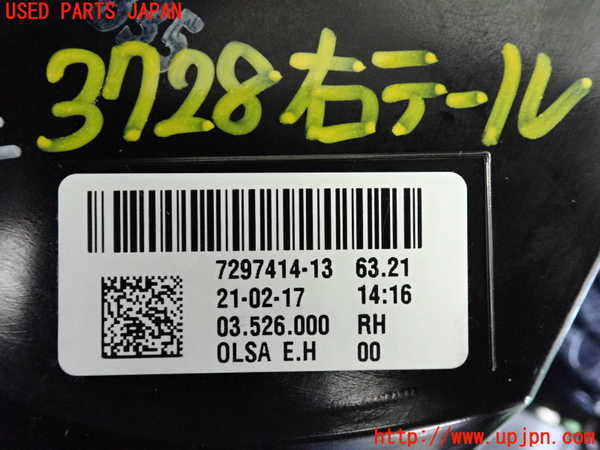 USED PARTS JAPAN
3728右テール
7297414-13 63.21
21-02-17 14:16
03.526.000 RH
OLSA E.H 00
http://www.upjpn.com/